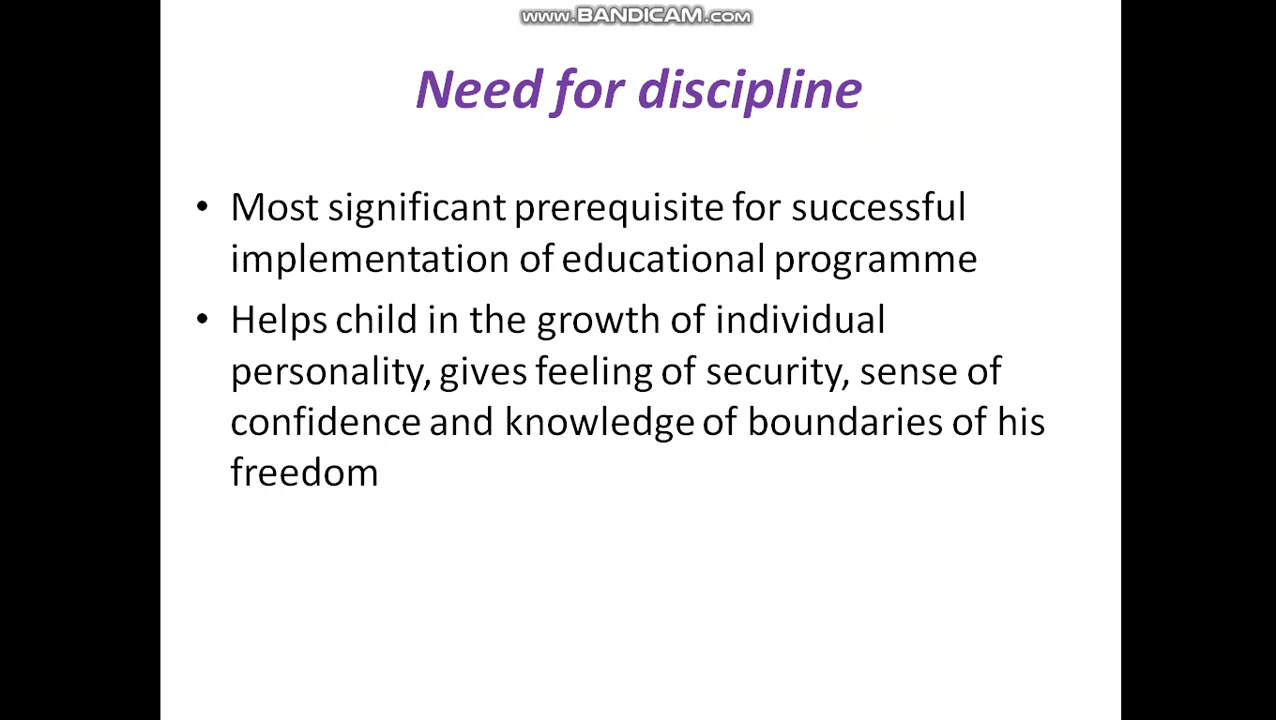 www.BANDICAM.com
Need for discipline
• Most significant prerequisite for successful
implementation of educational programme
• Helps child in the growth of individual
personality, gives feeling of security, sense of
confidence and knowledge of boundaries of his
freedom